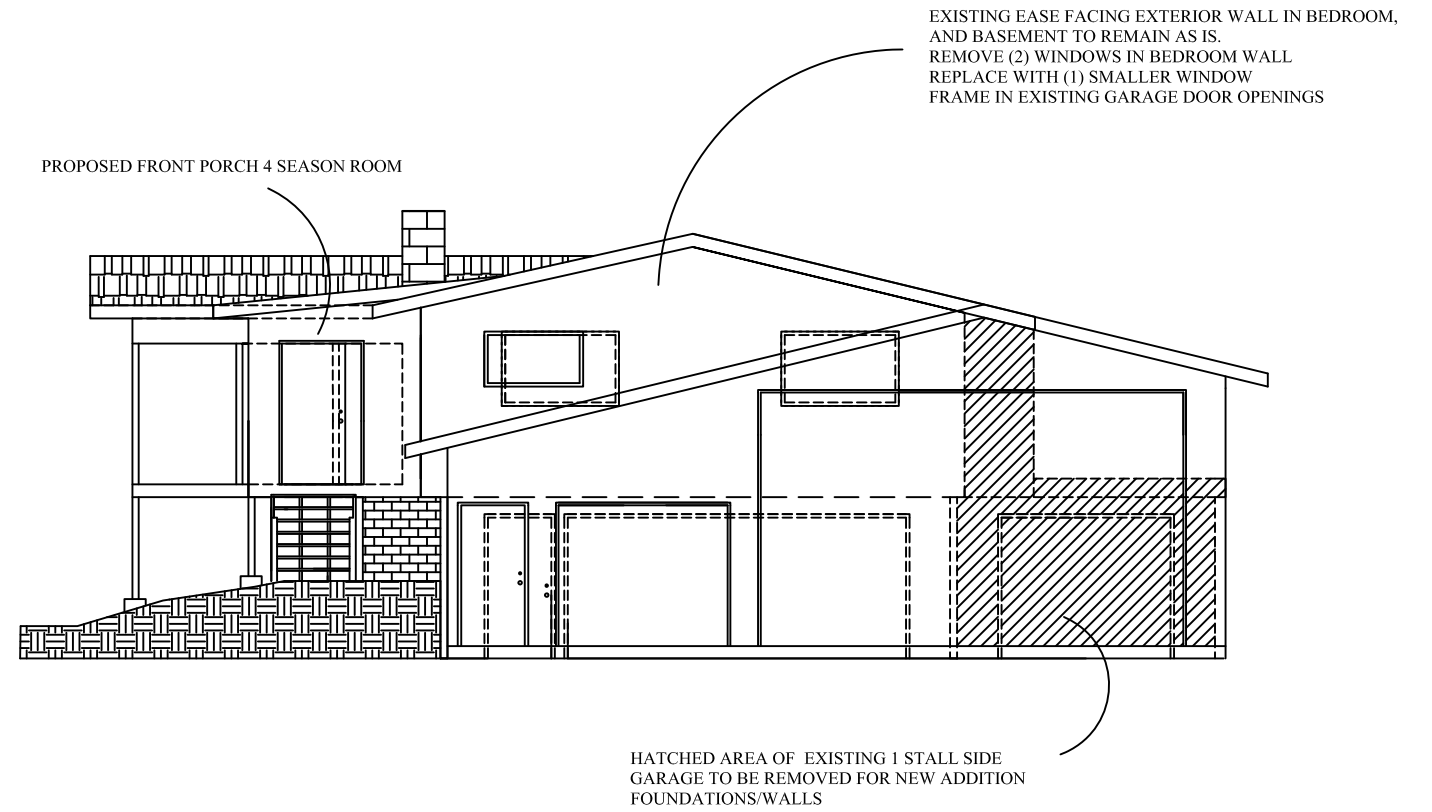 EXISTING EASE FACING EXTERIOR WALL IN BEDROOM,
AND BASEMENT TO REMAIN AS IS.
REMOVE (2) WINDOWS IN BEDROOM WALL
REPLACE WITH (1) SMALLER WINDOW
FRAME IN EXISTING GARAGE DOOR OPENINGS
PROPOSED FRONT PORCH 4 SEASON ROOM
HATCHED AREA OF  EXISTING 1 STALL SIDE
GARAGE TO BE REMOVED FOR NEW ADDITION
FOUNDATIONS/WALLS